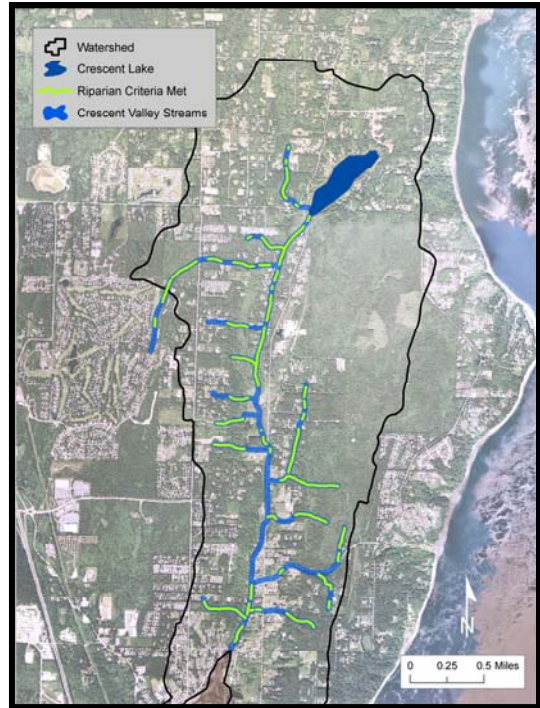 Watershed
Crescent Lake
Riparian Criteria Met
Crescent Valley Streams
N
0 0.25 0.5 Miles